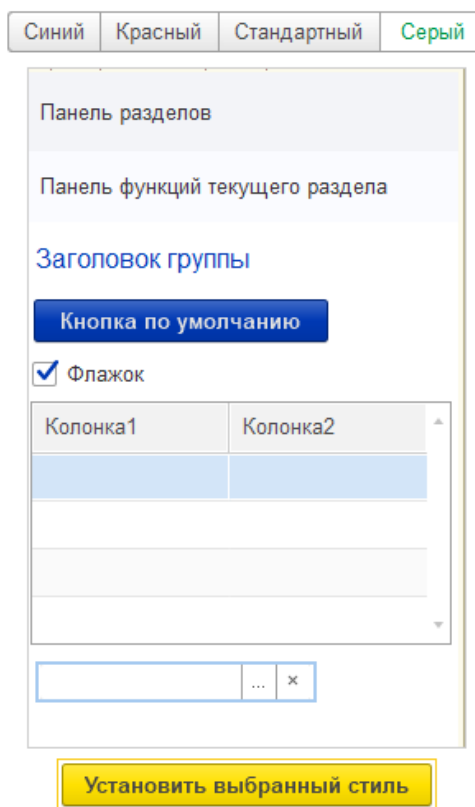 Синий Красный Стандартный Серый
Панель разделов
Панель функций текущего раздела
Заголовок группы
Кнопка по умолчанию
Флажок
Колонка1 Колонка2
... ×
Установить выбранный стиль